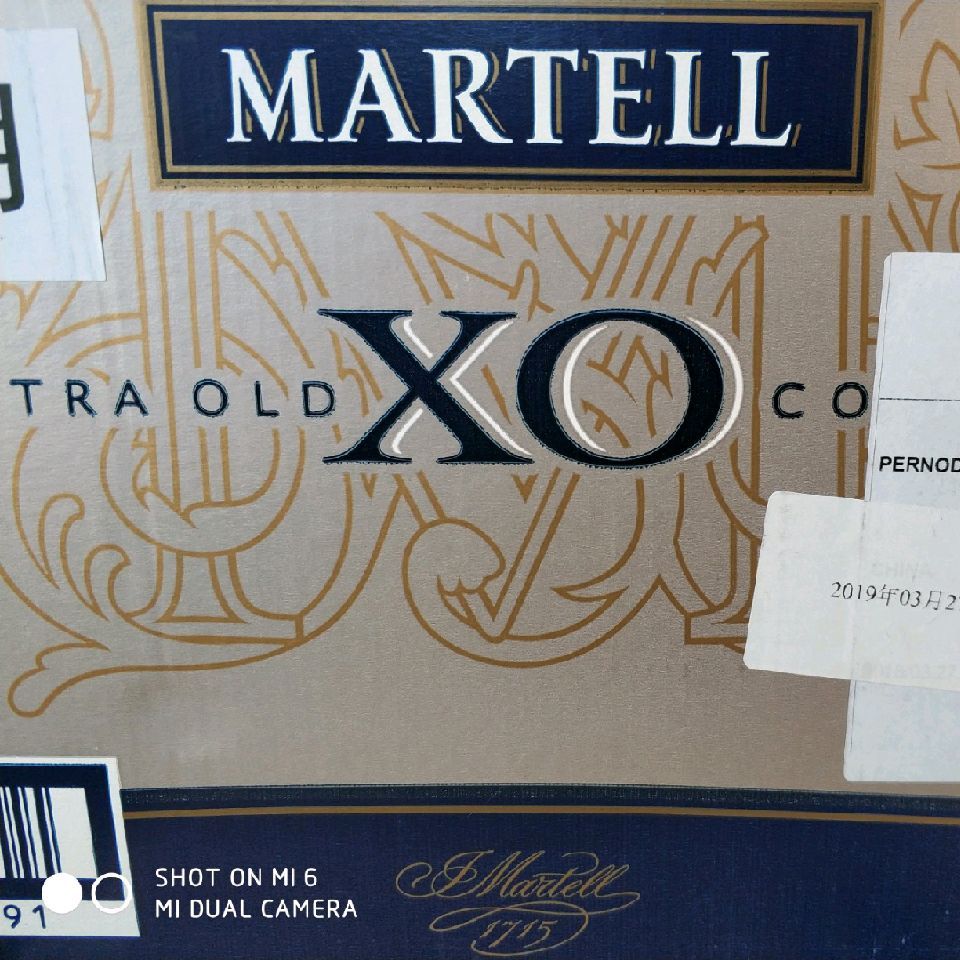 MARTELL
TRA OLD XO CO
PERNOD
2019年03月2
91
SHOT ON MI 6
MI DUAL CAMERA
J Martell
1715